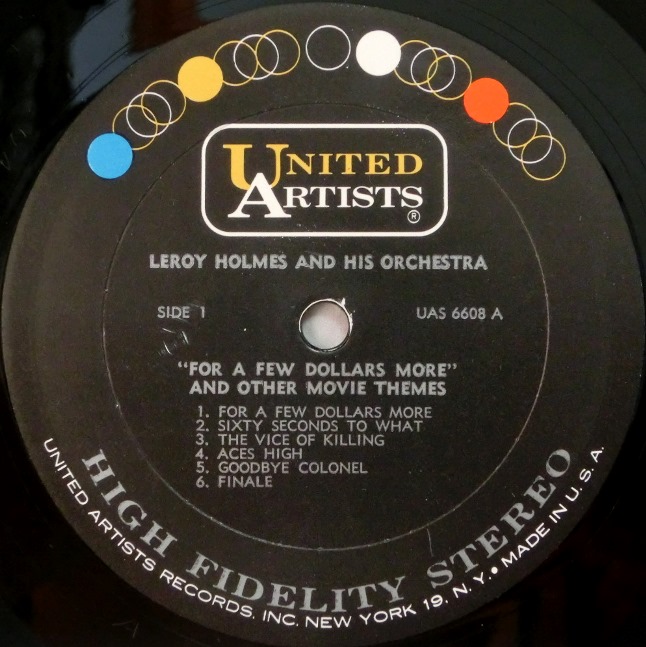 UNITED
ARTISTS®
LEROY HOLMES AND HIS ORCHESTRA
SIDE 1
UAS 6608 A
"FOR A FEW DOLLARS MORE"
AND OTHER MOVIE THEMES
1. FOR A FEW DOLLARS MORE
2. SIXTY SECONDS TO WHAT
3. THE VICE OF KILLING
4. ACES HIGH
5. GOODBYE COLONEL
6. FINALE
HIGH FIDELITY STEREO
UNITED ARTISTS RECORDS, INC. NEW YORK 19, N. Y. • MADE IN U. S. A.